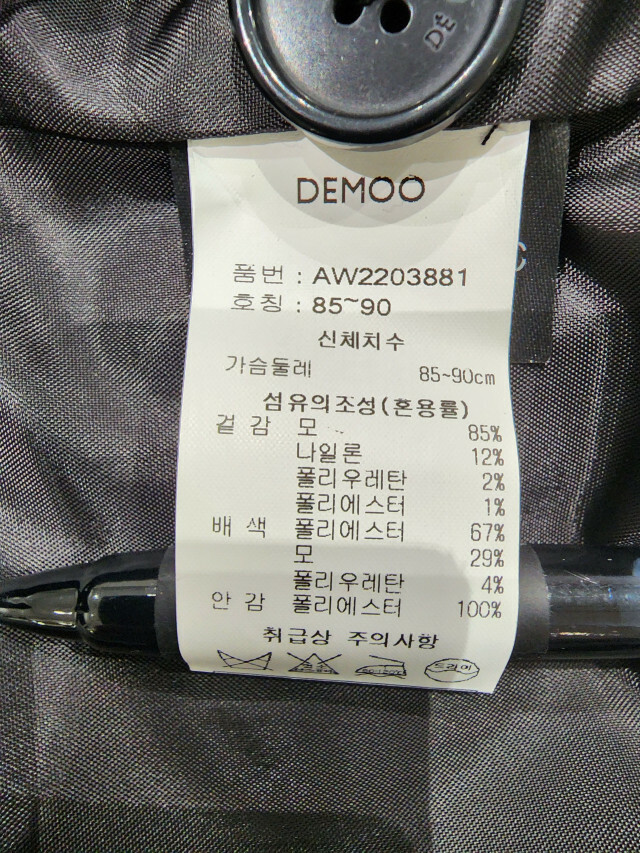 DEMOO
품번 : AW2203881
호칭 : 85~90
신체치수
가슴둘레 85~90cm
섬유의조성(혼용률)
겉감 모 85%
나일론 12%
폴리우레탄 2%
폴리에스터 1%
배색 폴리에스터 67%
모 29%
폴리우레탄 4%
안감 폴리에스터 100%
취급상 주의사항
드라이